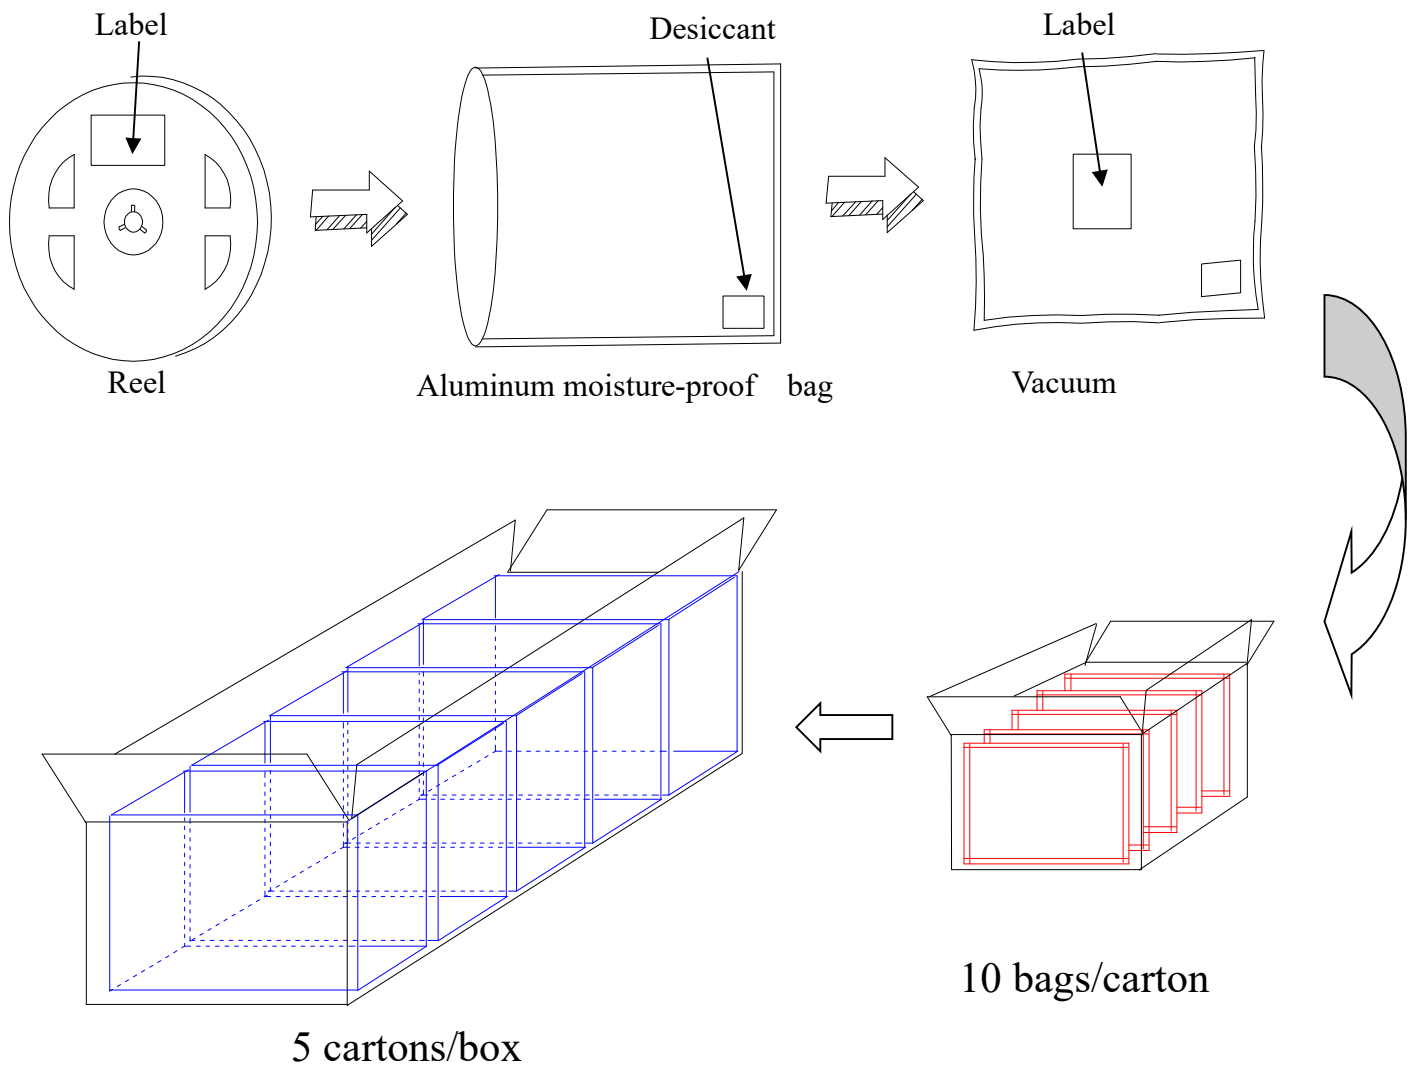 Label
Desiccant
Label
Reel
Aluminum moisture-proof bag
Vacuum
10 bags/carton
5 cartons/box